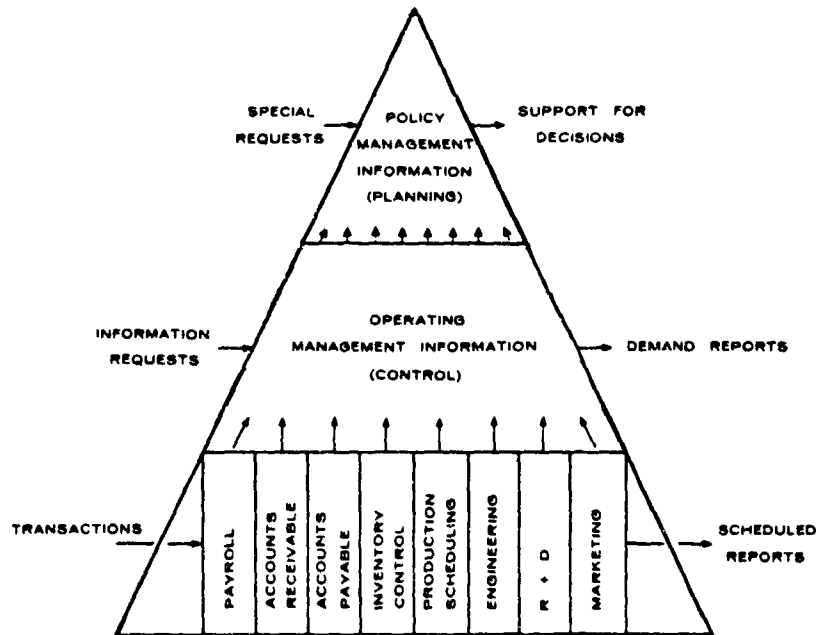 SPECIAL
REQUESTS
POLICY
MANAGEMENT
INFORMATION
(PLANNING)
SUPPORT FOR
DECISIONS
INFORMATION
REQUESTS
OPERATING
MANAGEMENT INFORMATION
(CONTROL)
DEMAND REPORTS
TRANSACTIONS
PAYROLL
ACCOUNTS
RECEIVABLE
ACCOUNTS
PAYABLE
INVENTORY
CONTROL
PRODUCTION
SCHEDULING
ENGINEERING
R + D
MARKETING
SCHEDULED
REPORTS